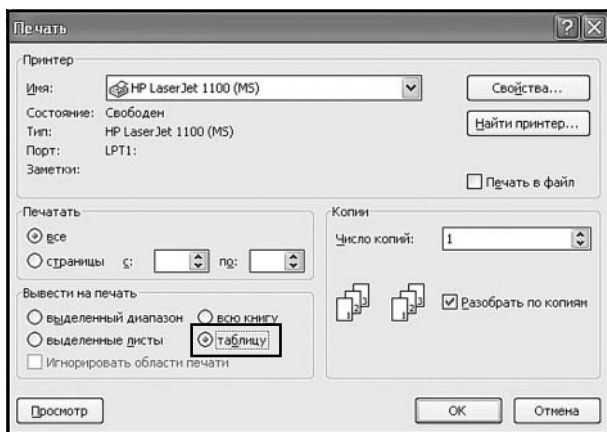 Печать
Принтер
Имя: HP LaserJet 1100 (MS) Свойства...
Состояние: Свободен
Тип: HP LaserJet 1100 (MS) Найти принтер...
Порт: LPT1:
Заметки:
Печать в файл
Печатать
все
страницы с: по:
Копии
Число копий: 1
Разобрать по копиям
Вывести на печать
выделенный диапазон всю книгу
выделенные листы таблицу
Игнорировать области печати
Просмотр OK Отмена